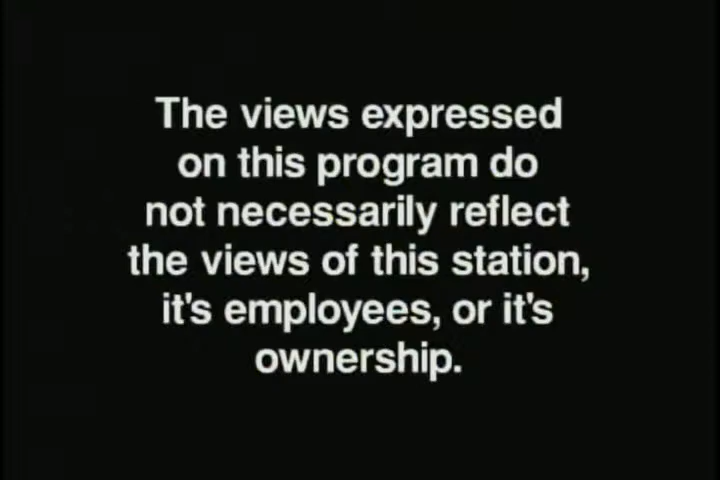 The views expressed
on this program do
not necessarily reflect
the views of this station,
it's employees, or it's
ownership.